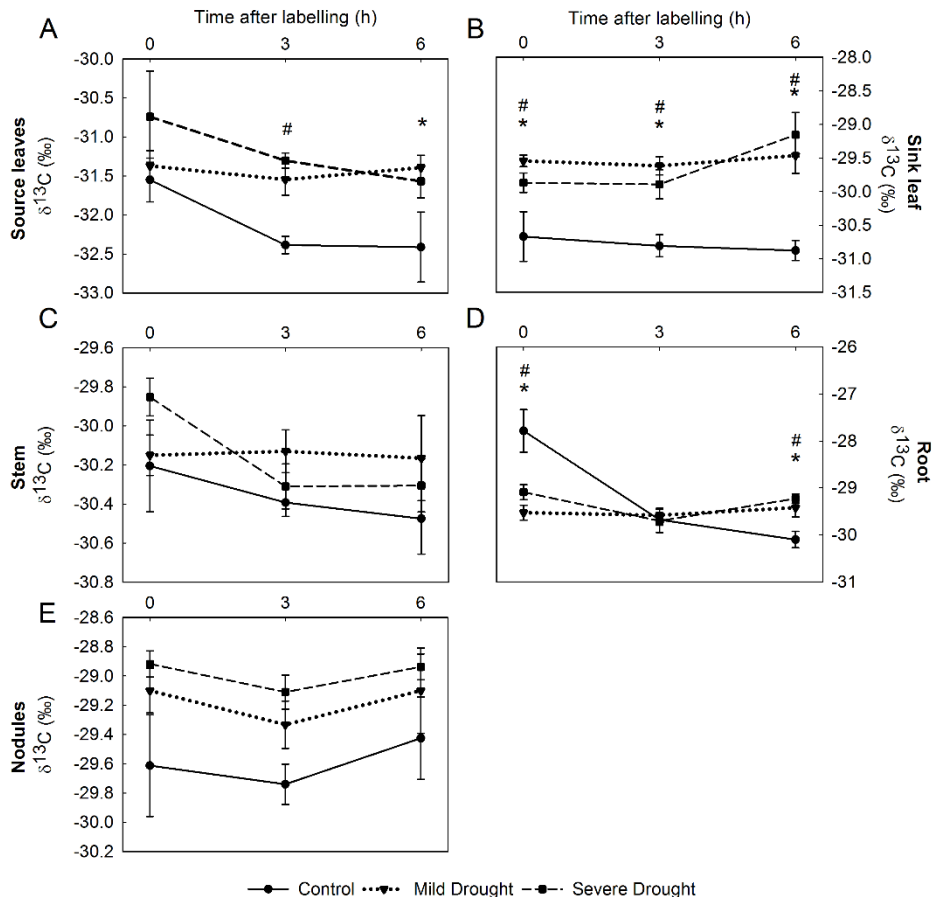 Time after labelling (h)
Time after labelling (h)
A
0 3 6
B
0 3 6
Source leaves
δ13C (‰)
-30.0
-30.5
-31.0
-31.5
-32.0
-32.5
-33.0
#
*
#
*
#
*
#
*
-28.0
-28.5
-29.0
-29.5
-30.0
-30.5
-31.0
-31.5
Sink leaf
δ13C (‰)
C
0 3 6
D
0 3 6
Stem
δ13C (‰)
-29.6
-29.8
-30.0
-30.2
-30.4
-30.6
-30.8
#
*
#
*
-26
-27
-28
-29
-30
-31
Root
δ13C (‰)
E
0 3 6
Nodules
δ13C (‰)
-28.6
-28.8
-29.0
-29.2
-29.4
-29.6
-29.8
-30.0
-30.2
Control Mild Drought Severe Drought